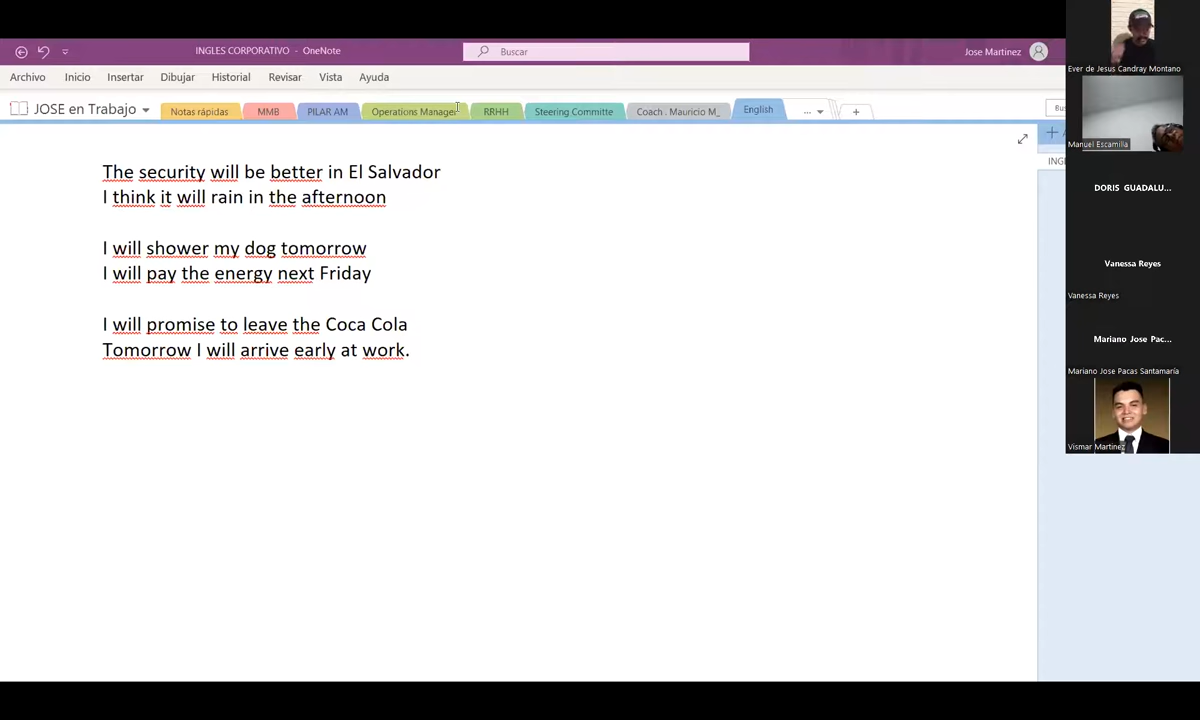 INGLES CORPORATIVO - OneNote
Buscar
Jose Martinez
Archivo Inicio Insertar Dibujar Historial Revisar Vista Ayuda
JOSE en Trabajo
Notas rápidas MMB PILAR AM Operations Manager RRHH Steering Committe Coach . Mauricio M_ English ... +
The security will be better in El Salvador
I think it will rain in the afternoon
I will shower my dog tomorrow
I will pay the energy next Friday
I will promise to leave the Coca Cola
Tomorrow I will arrive early at work.
Ever de Jesus Candray Montano
Manuel Escamilla
DORIS GUADALU...
Vanessa Reyes
Vanessa Reyes
Mariano Jose Pac...
Mariano Jose Pacas Santamaría
Vismar Martinez